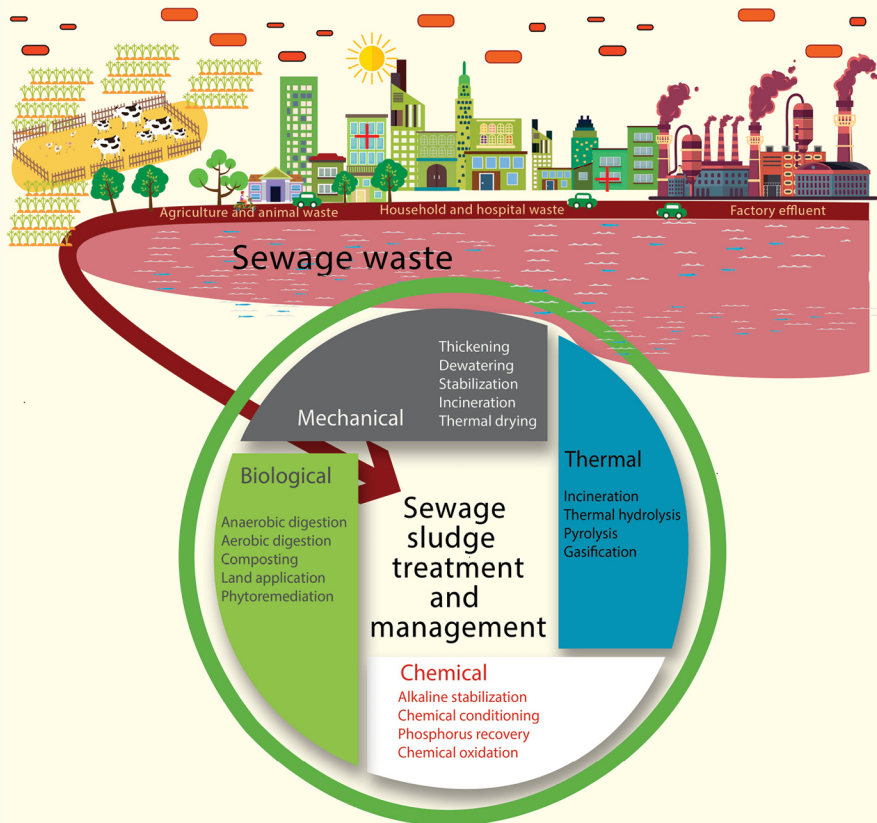 Agriculture and animal waste
Household and hospital waste
Factory effluent
Sewage waste
Mechanical
Thickening
Dewatering
Stabilization
Incineration
Thermal drying
Thermal
Incineration
Thermal hydrolysis
Pyrolysis
Gasification
Biological
Anaerobic digestion
Aerobic digestion
Composting
Land application
Phytoremediation
Sewage
sludge
treatment
and
management
Chemical
Alkaline stabilization
Chemical conditioning
Phosphorus recovery
Chemical oxidation